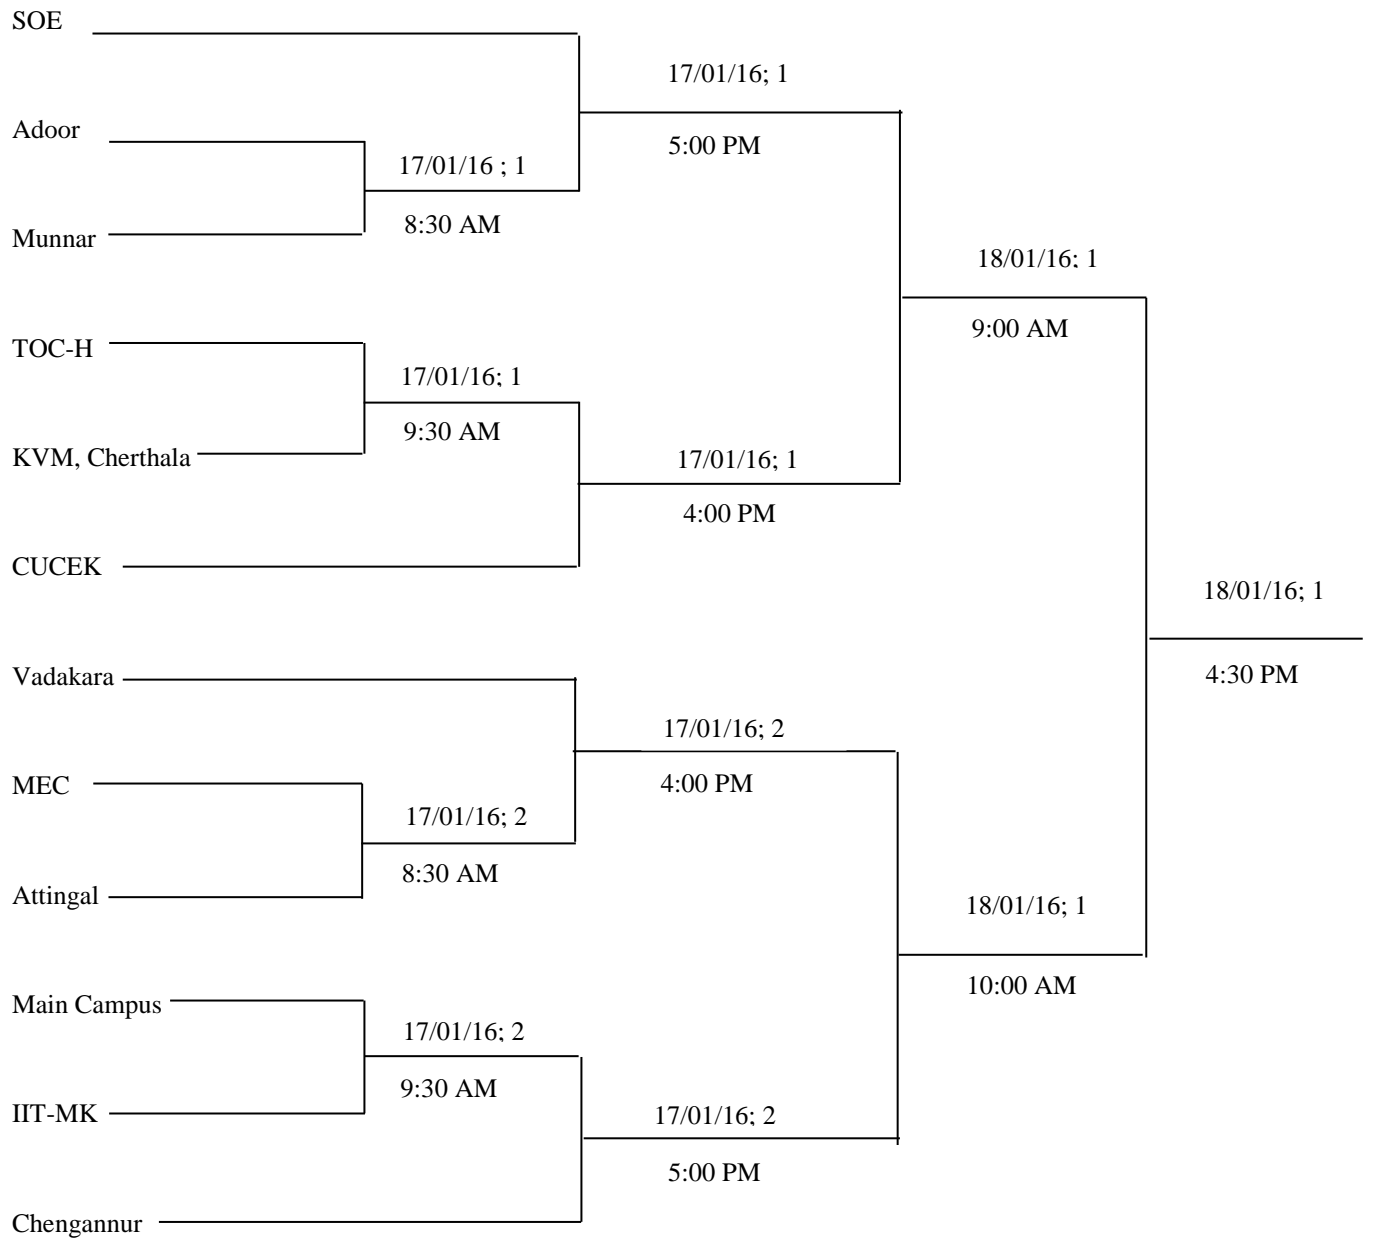 SOE
17/01/16; 1
Adoor
5:00 PM
17/01/16 ; 1
8:30 AM
Munnar
18/01/16; 1
9:00 AM
TOC-H
17/01/16; 1
9:30 AM
KVM, Cherthala
17/01/16; 1
4:00 PM
CUCEK
18/01/16; 1
4:30 PM
Vadakara
17/01/16; 2
4:00 PM
MEC
17/01/16; 2
8:30 AM
Attingal
18/01/16; 1
10:00 AM
Main Campus
17/01/16; 2
9:30 AM
IIT-MK
17/01/16; 2
5:00 PM
Chengannur